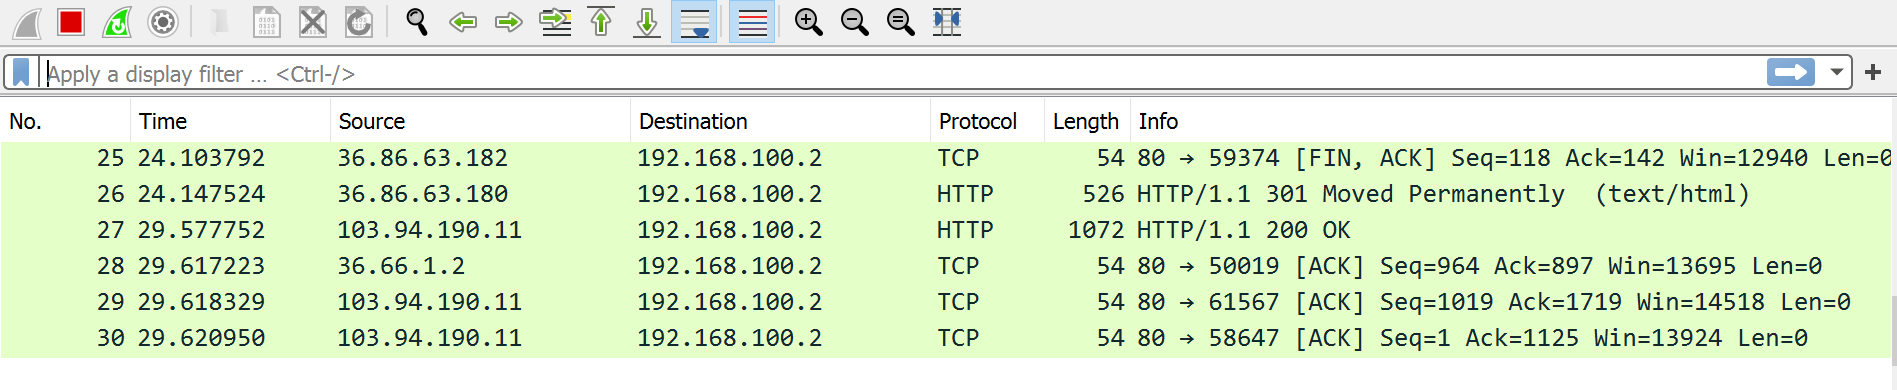 Apply a display filter ... <Ctrl-/>
No. Time Source Destination Protocol Length Info
25 24.103792 36.86.63.182 192.168.100.2 TCP 54 80 → 59374 [FIN, ACK] Seq=118 Ack=142 Win=12940 Len=0
26 24.147524 36.86.63.180 192.168.100.2 HTTP 526 HTTP/1.1 301 Moved Permanently (text/html)
27 29.577752 103.94.190.11 192.168.100.2 HTTP 1072 HTTP/1.1 200 OK
28 29.617223 36.66.1.2 192.168.100.2 TCP 54 80 → 50019 [ACK] Seq=964 Ack=897 Win=13695 Len=0
29 29.618329 103.94.190.11 192.168.100.2 TCP 54 80 → 61567 [ACK] Seq=1019 Ack=1719 Win=14518 Len=0
30 29.620950 103.94.190.11 192.168.100.2 TCP 54 80 → 58647 [ACK] Seq=1 Ack=1125 Win=13924 Len=0